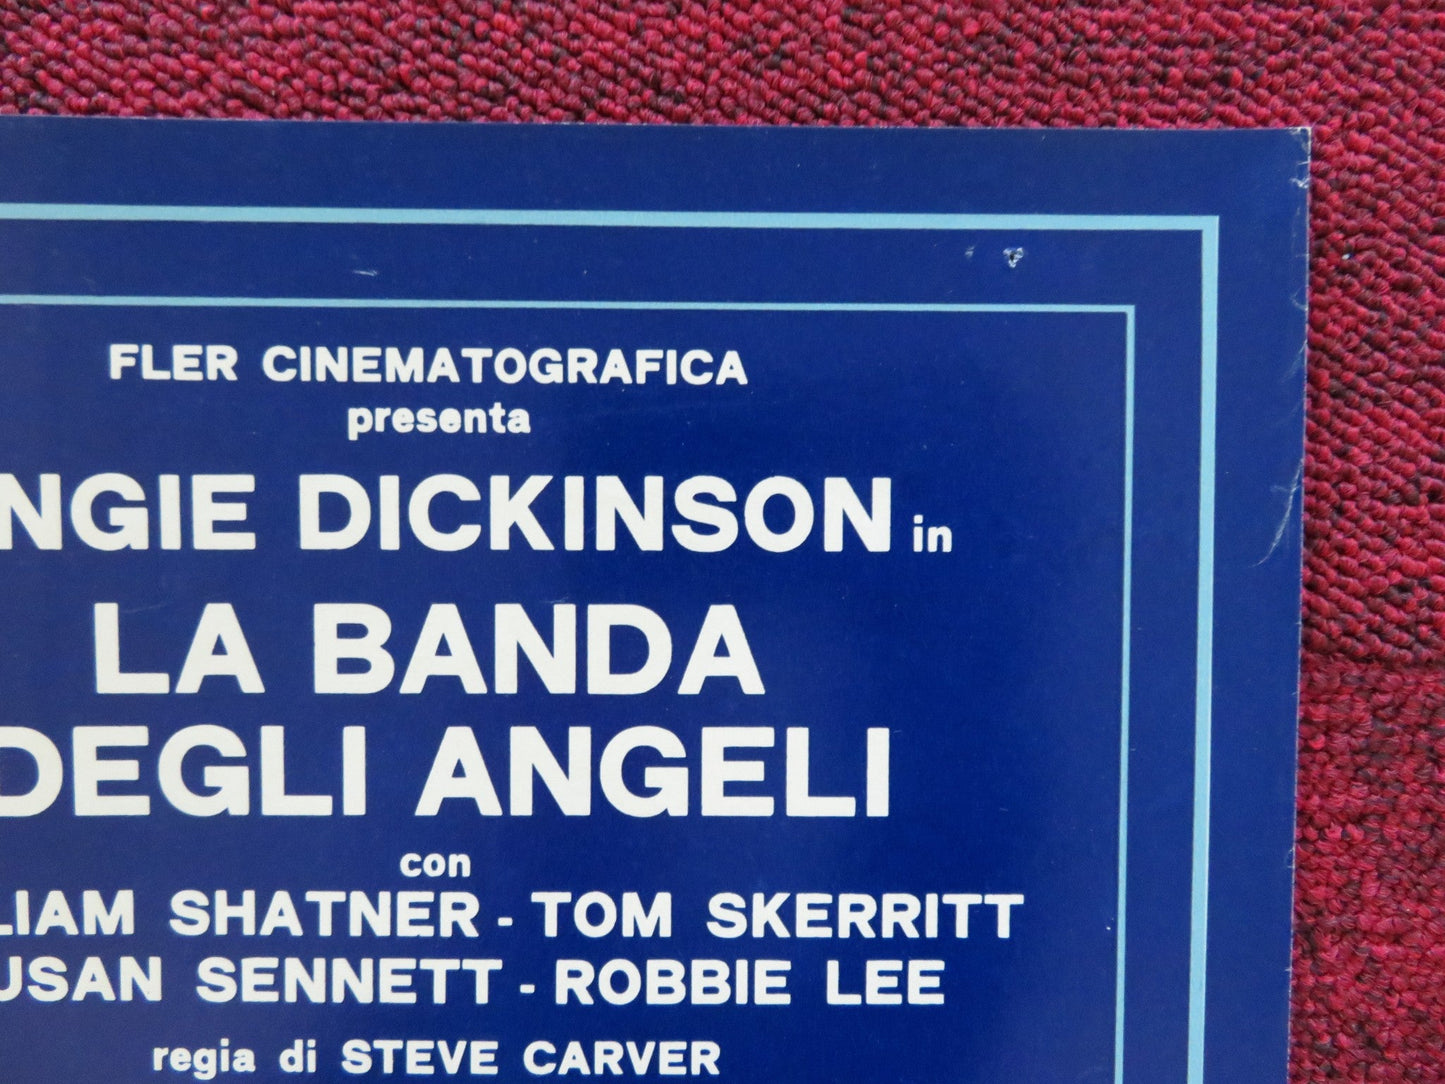 FLER CINEMATOGRAFICA
presenta
NGIE DICKINSON in
LA BANDA
DEGLI ANGELI
con
LIAM SHATNER - TOM SKERRITT
USAN SENNETT - ROBBIE LEE
regia di STEVE CARVER